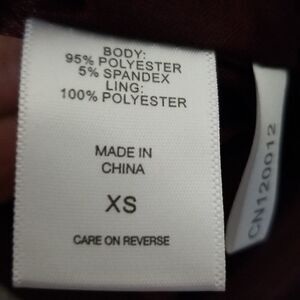 BODY:
95% POLYESTER
5% SPANDEX
LING:
100% POLYESTER
MADE IN
CHINA
XS
CARE ON REVERSE
CN120012